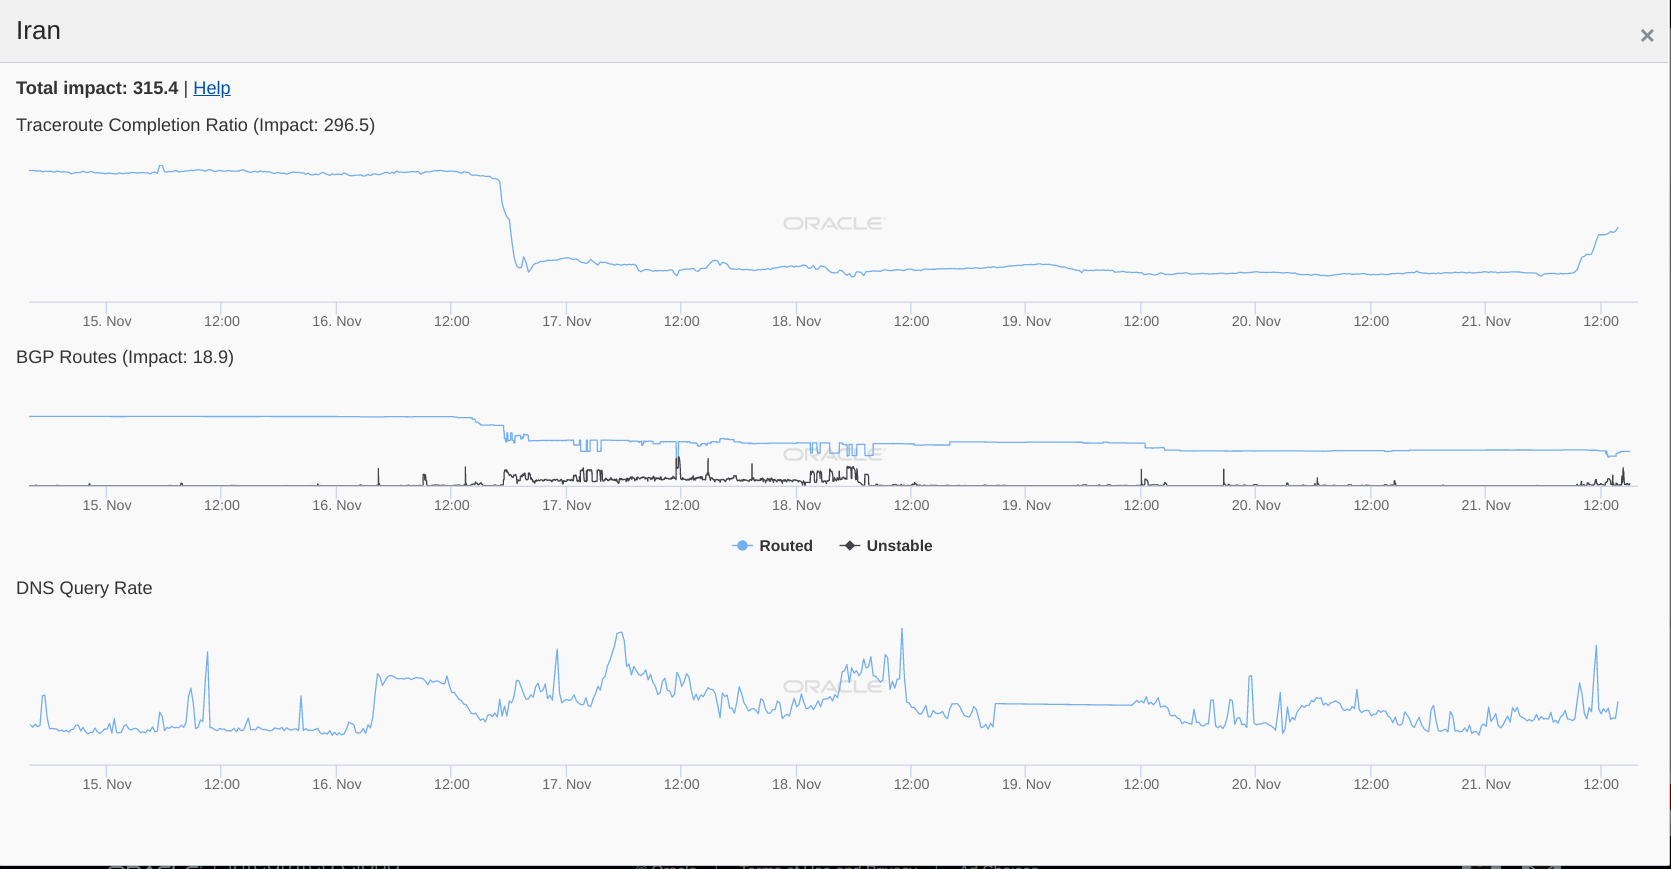 Iran
×
Total impact: 315.4 | Help
Traceroute Completion Ratio (Impact: 296.5)
ORACLE
15. Nov 12:00 16. Nov 12:00 17. Nov 12:00 18. Nov 12:00 19. Nov 12:00 20. Nov 12:00 21. Nov 12:00
BGP Routes (Impact: 18.9)
ORACLE
15. Nov 12:00 16. Nov 12:00 17. Nov 12:00 18. Nov 12:00 19. Nov 12:00 20. Nov 12:00 21. Nov 12:00
Routed Unstable
DNS Query Rate
ORACLE
15. Nov 12:00 16. Nov 12:00 17. Nov 12:00 18. Nov 12:00 19. Nov 12:00 20. Nov 12:00 21. Nov 12:00